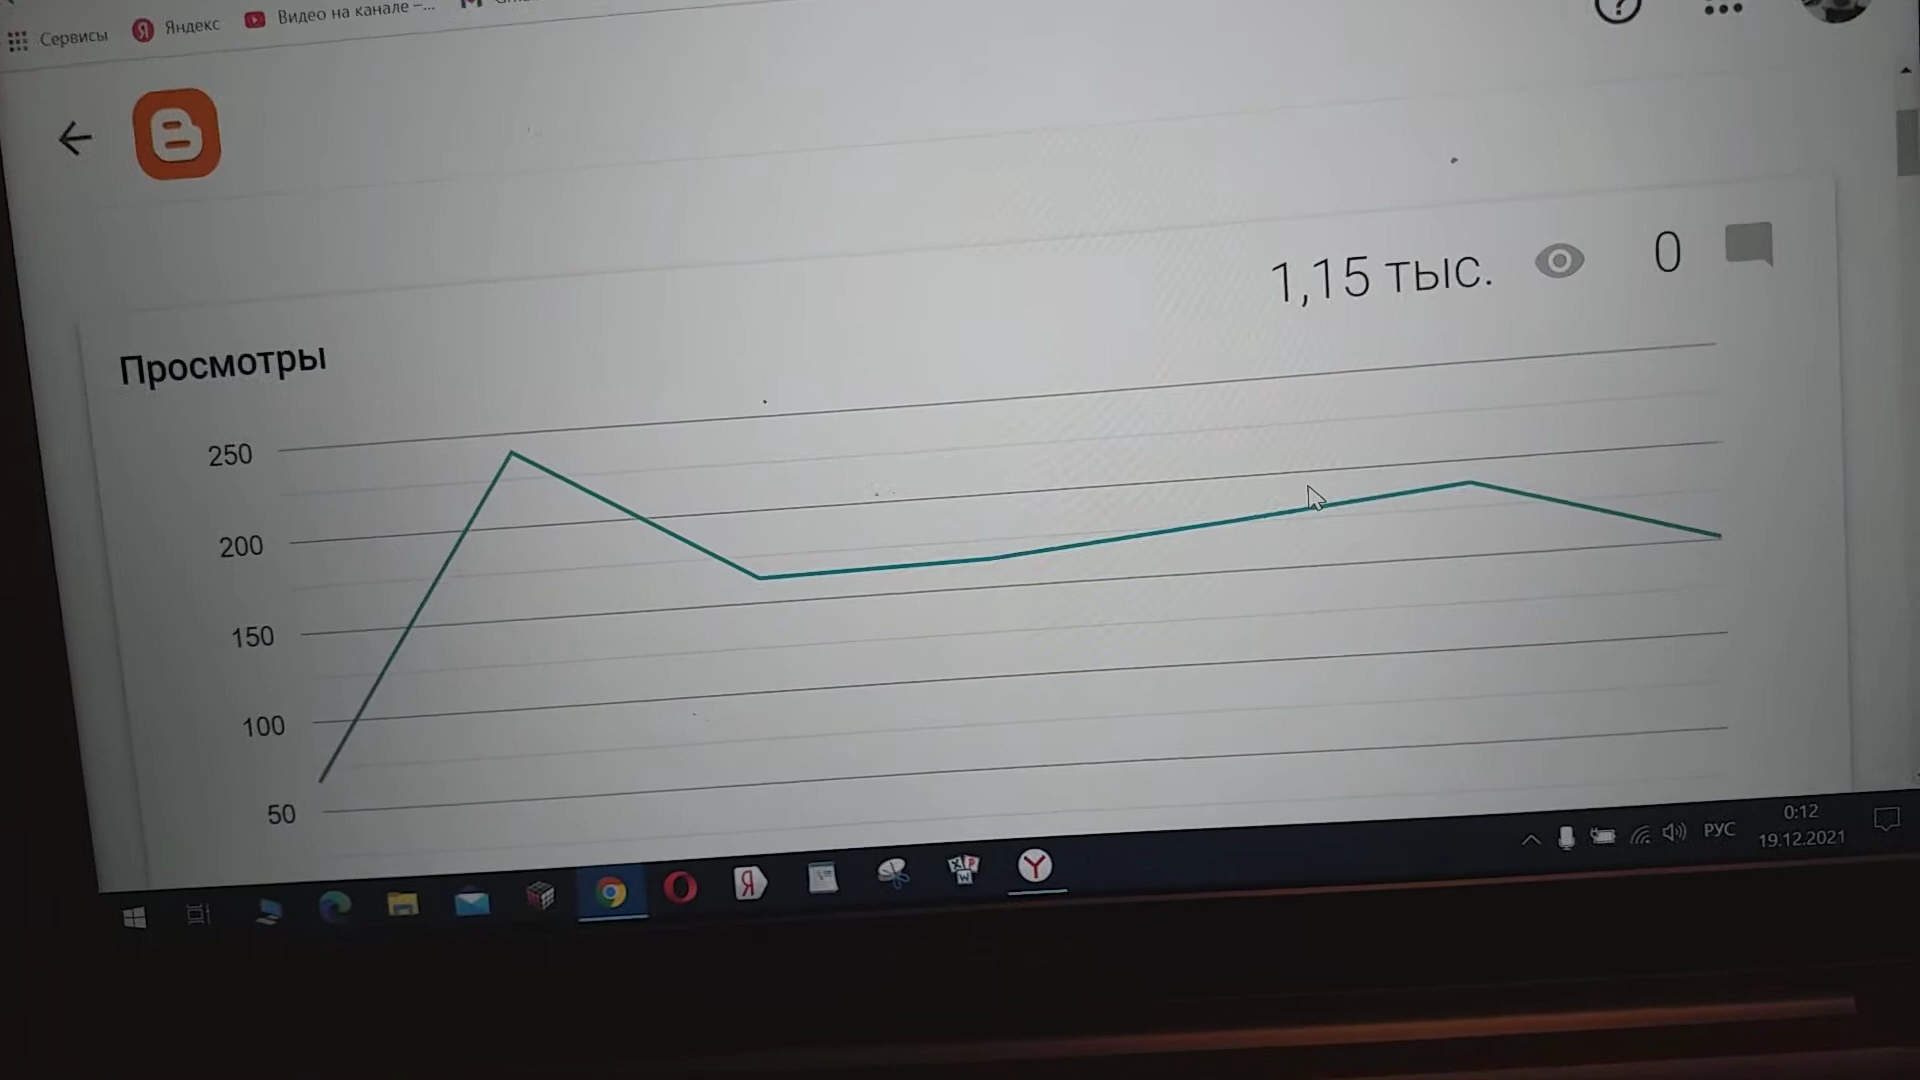 Сервисы
Яндекс
Видео на канале –...
1,15 тыс.
0
Просмотры
250
200
150
100
50
РУС
0:12
19.12.2021